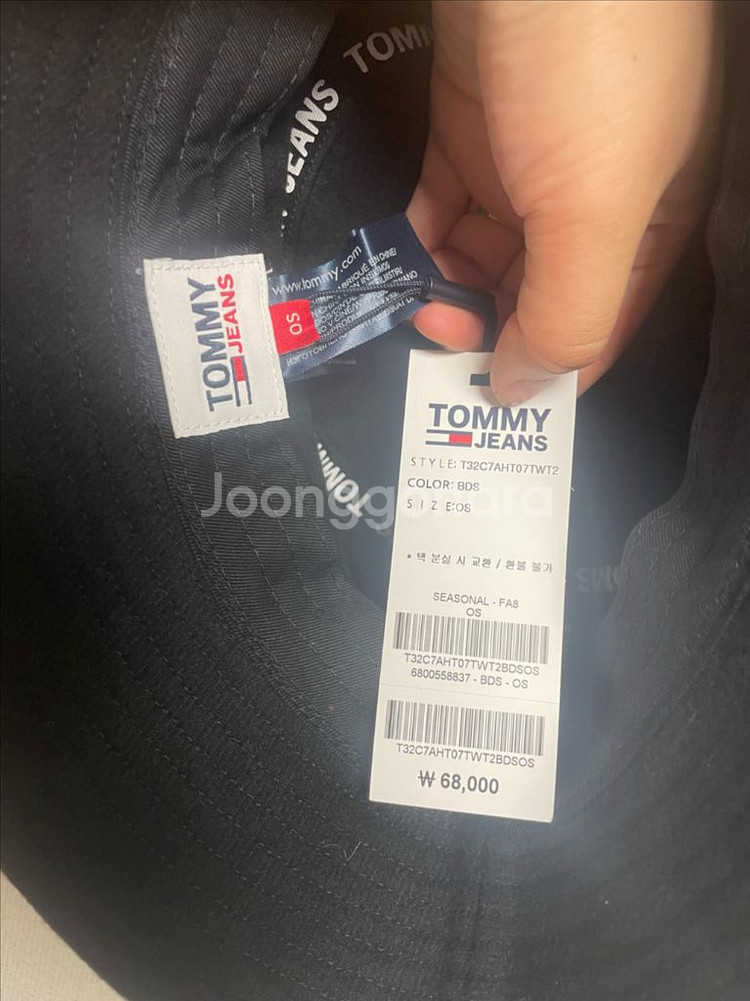 TOMMY
JEANS
TOMMY
JEANS
www.tommy.com
OS
TOMMY
JEANS
STYLE: T32C7AHT07TWT2
COLOR: BDS
SIZE:OS
Joonggonara
* 택 분실 시 교환 / 환불 불가
SEASONAL - FA8
OS
T32C7AHT07TWT2BDSOS
6800558837 - BDS - OS
T32C7AHT07TWT2BDSOS
₩ 68,000